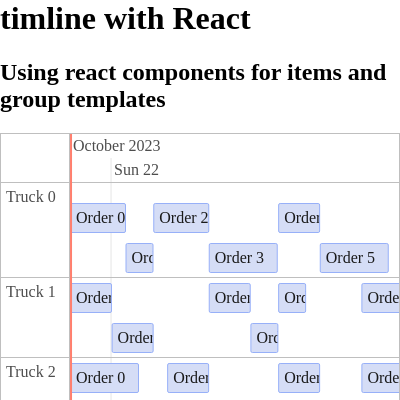 timline with React
Using react components for items and
group templates
October 2023
Sun 22
Truck 0
Order 0
Order 2
Order
Orc
Order 3
Order 5
Truck 1
Order
Order
Orc
Orde
Order
Orc
Truck 2
Order 0
Order
Order
Orde